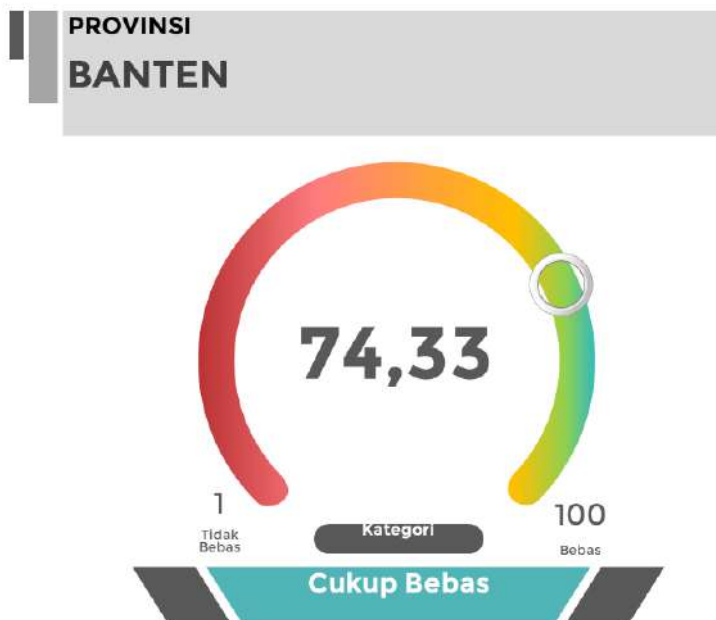 PROVINSI
BANTEN
74,33
1
Tidak
Bebas
100
Bebas
Kategori
Cukup Bebas